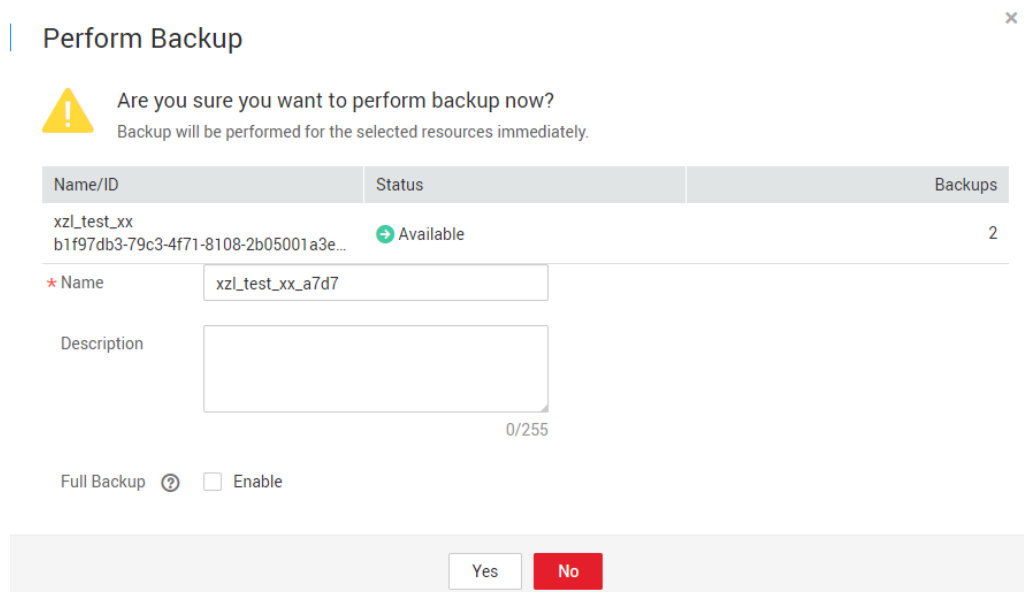 ×
Perform Backup
Are you sure you want to perform backup now?
Backup will be performed for the selected resources immediately.
Name/ID Status Backups
xzl_test_xx
b1f97db3-79c3-4f71-8108-2b05001a3e...
Available 2
* Name xzl_test_xx_a7d7
Description
0/255
Full Backup ? Enable
Yes No